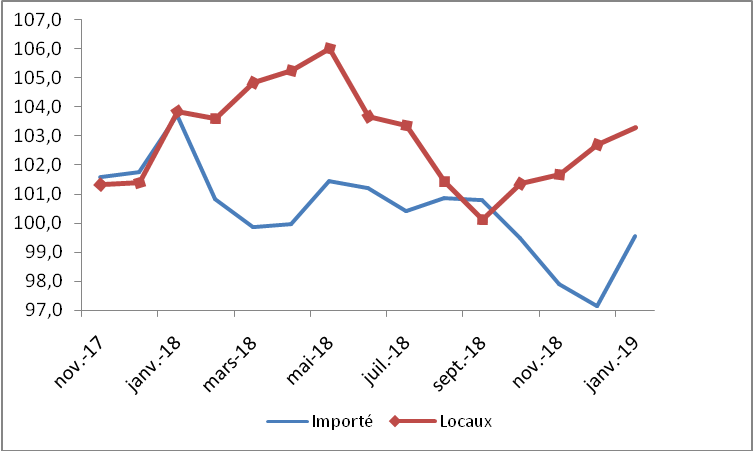 107,0
106,0
105,0
104,0
103,0
102,0
101,0
100,0
99,0
98,0
97,0
nov.-17
janv.-18
mars-18
mai-18
juil.-18
sept.-18
nov.-18
janv.-19
Importé
Locaux